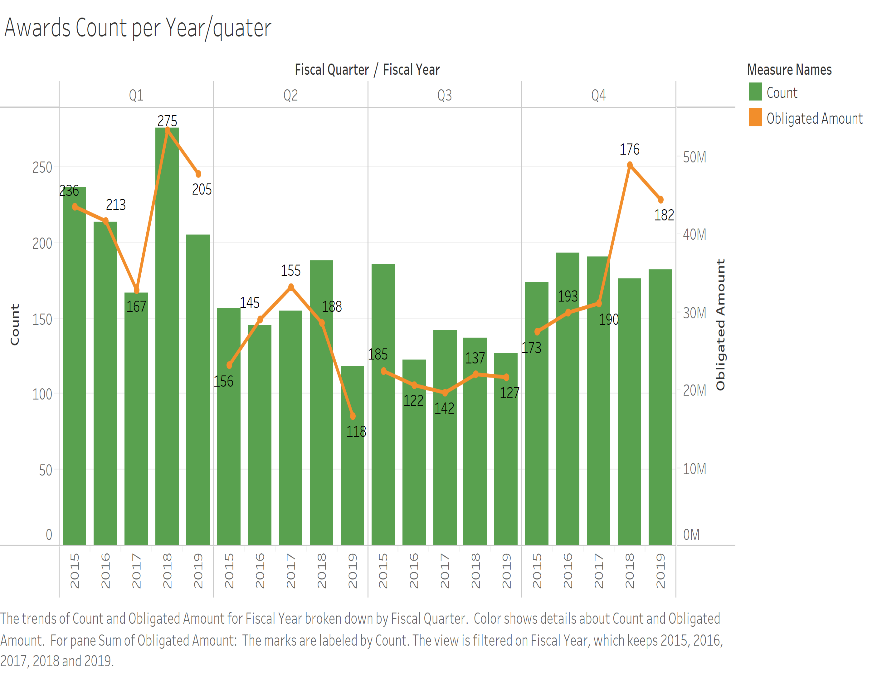 Awards Count per Year/quater
Fiscal Quarter / Fiscal Year
Q1 Q2 Q3 Q4
Measure Names
Count
Obligated Amount
Count
250
200
150
100
50
0
236 213 167 275 205
156 145 155 188 118
185 122 142 137 127
173 193 190 176 182
50M
40M
30M
20M
10M
0M
Obligated Amount
2015 2016 2017 2018 2019 2015 2016 2017 2018 2019 2015 2016 2017 2018 2019 2015 2016 2017 2018 2019
The trends of Count and Obligated Amount for Fiscal Year broken down by Fiscal Quarter. Color shows details about Count and Obligated
Amount. For pane Sum of Obligated Amount: The marks are labeled by Count. The view is filtered on Fiscal Year, which keeps 2015, 2016,
2017, 2018 and 2019.